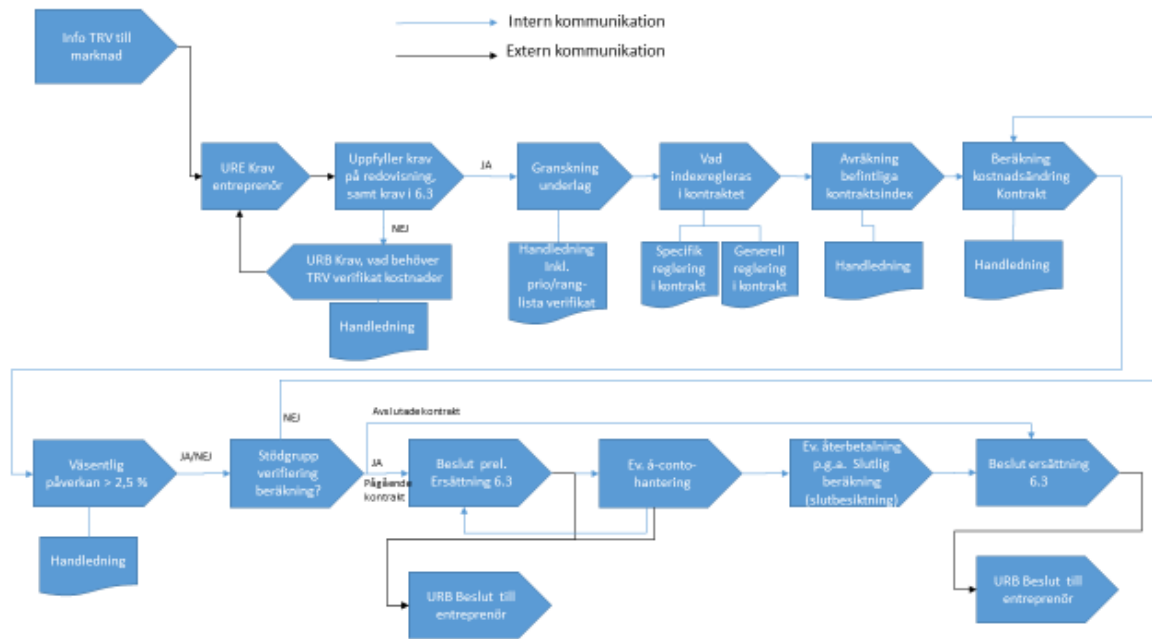 Info TRV till
marknad
Intern kommunikation
Extern kommunikation
URE Krav
entreprenör
Uppfyller krav
på redovisning,
samt krav i 6.3
JA
Granskning
underlag
Vad
indexregleras
i kontraktet
Avräkning
befintliga
kontraktsindex
Beräkning
kostnadsändring
Kontrakt
NEJ
URB Krav, vad behöver
TRV verifikat kostnader
Handledning
Handledning
Inkl.
prio/rang-
lista verifikat
Specifik
reglering
i kontrakt
Generell
reglering
i kontrakt
Handledning
Handledning
NEJ
Avslutade kontrakt
Väsentlig
påverkan > 2,5 %
JA/NEJ
Stödgrupp
verifiering
beräkning?
JA
Pågående
kontrakt
Beslut prel.
Ersättning 6.3
Ev. á-conto-
hantering
Ev. återbetalning
p.g.a. Slutlig
beräkning
(slutbesiktning)
Beslut ersättning
6.3
Handledning
URB Beslut till
entreprenör
URB Beslut till
entreprenör